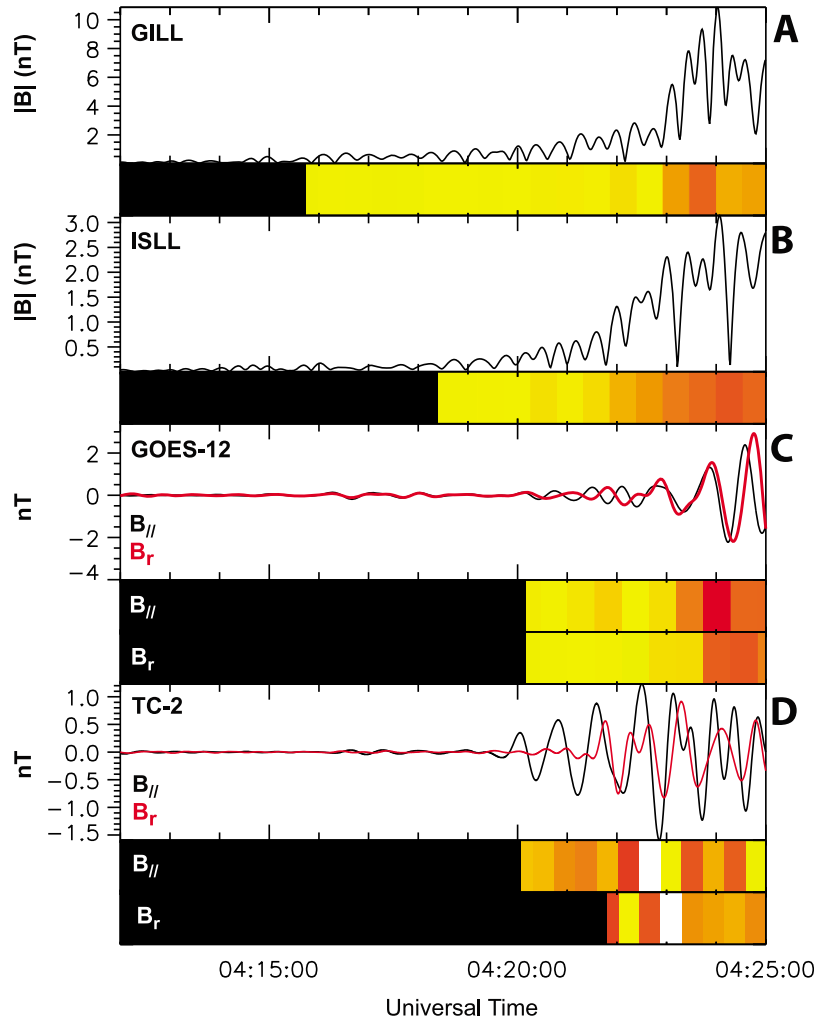 A
GILL
|B| (nT)
10
8
6
4
2
B
ISLL
|B| (nT)
3.0
2.5
2.0
1.5
1.0
0.5
C
GOES-12
nT
2
0
−2
−4
B//
Br
B//
Br
D
TC-2
nT
1.0
0.5
0.0
−0.5
−1.0
−1.5
B//
Br
B//
Br
04:15:00 04:20:00 04:25:00
Universal Time